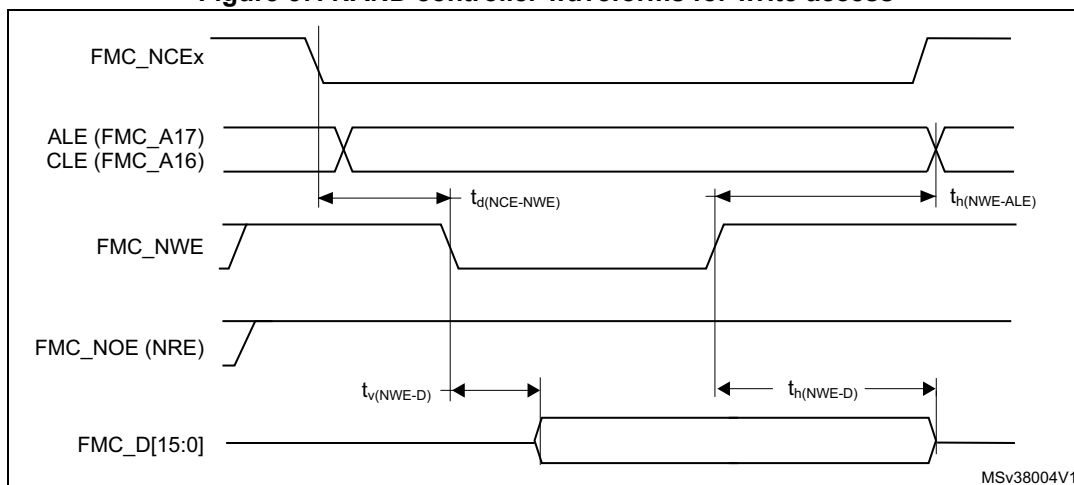 FMC_NCEx
ALE (FMC_A17)
CLE (FMC_A16)
td(NCE-NWE)
th(NWE-ALE)
FMC_NWE
FMC_NOE (NRE)
tv(NWE-D)
th(NWE-D)
FMC_D[15:0]
MSv38004V1